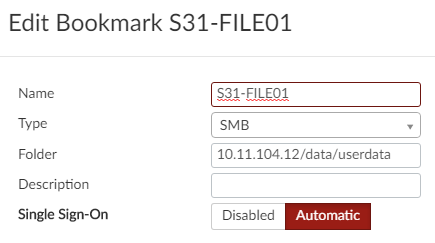 Edit Bookmark S31-FILE01
Name S31-FILE01
Type SMB
Folder 10.11.104.12/data/userdata
Description
Single Sign-On Disabled Automatic